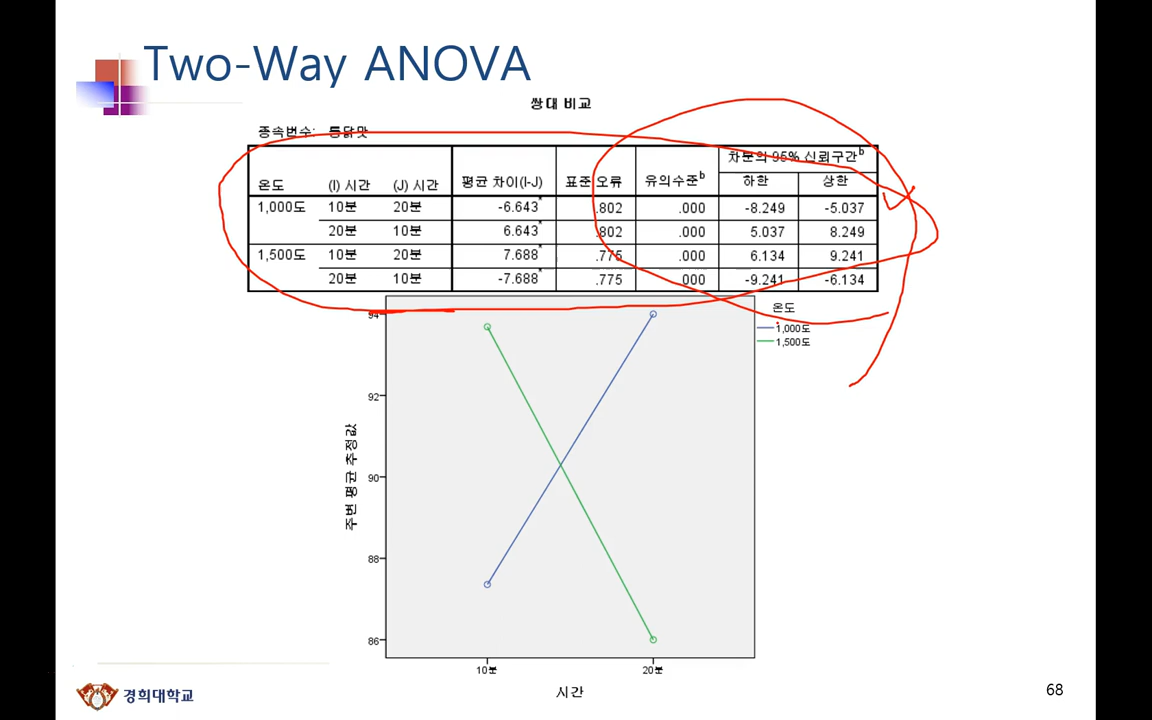 Two-Way ANOVA
쌍대 비교
종속변수: 통닭맛
온도 (I) 시간 (J) 시간 평균 차이(I-J) 표준 오류 유의수준b 차분의 95% 신뢰구간b
하한 상한
1,000도 10분 20분 -6.643* .802 .000 -8.249 -5.037
20분 10분 6.643* .802 .000 5.037 8.249
1,500도 10분 20분 7.688* .775 .000 6.134 9.241
20분 10분 -7.688* .775 .000 -9.241 -6.134
온도
1,000도
1,500도
94
92
90
88
86
주변 평균 추정값
10분 20분
시간
경희대학교
68